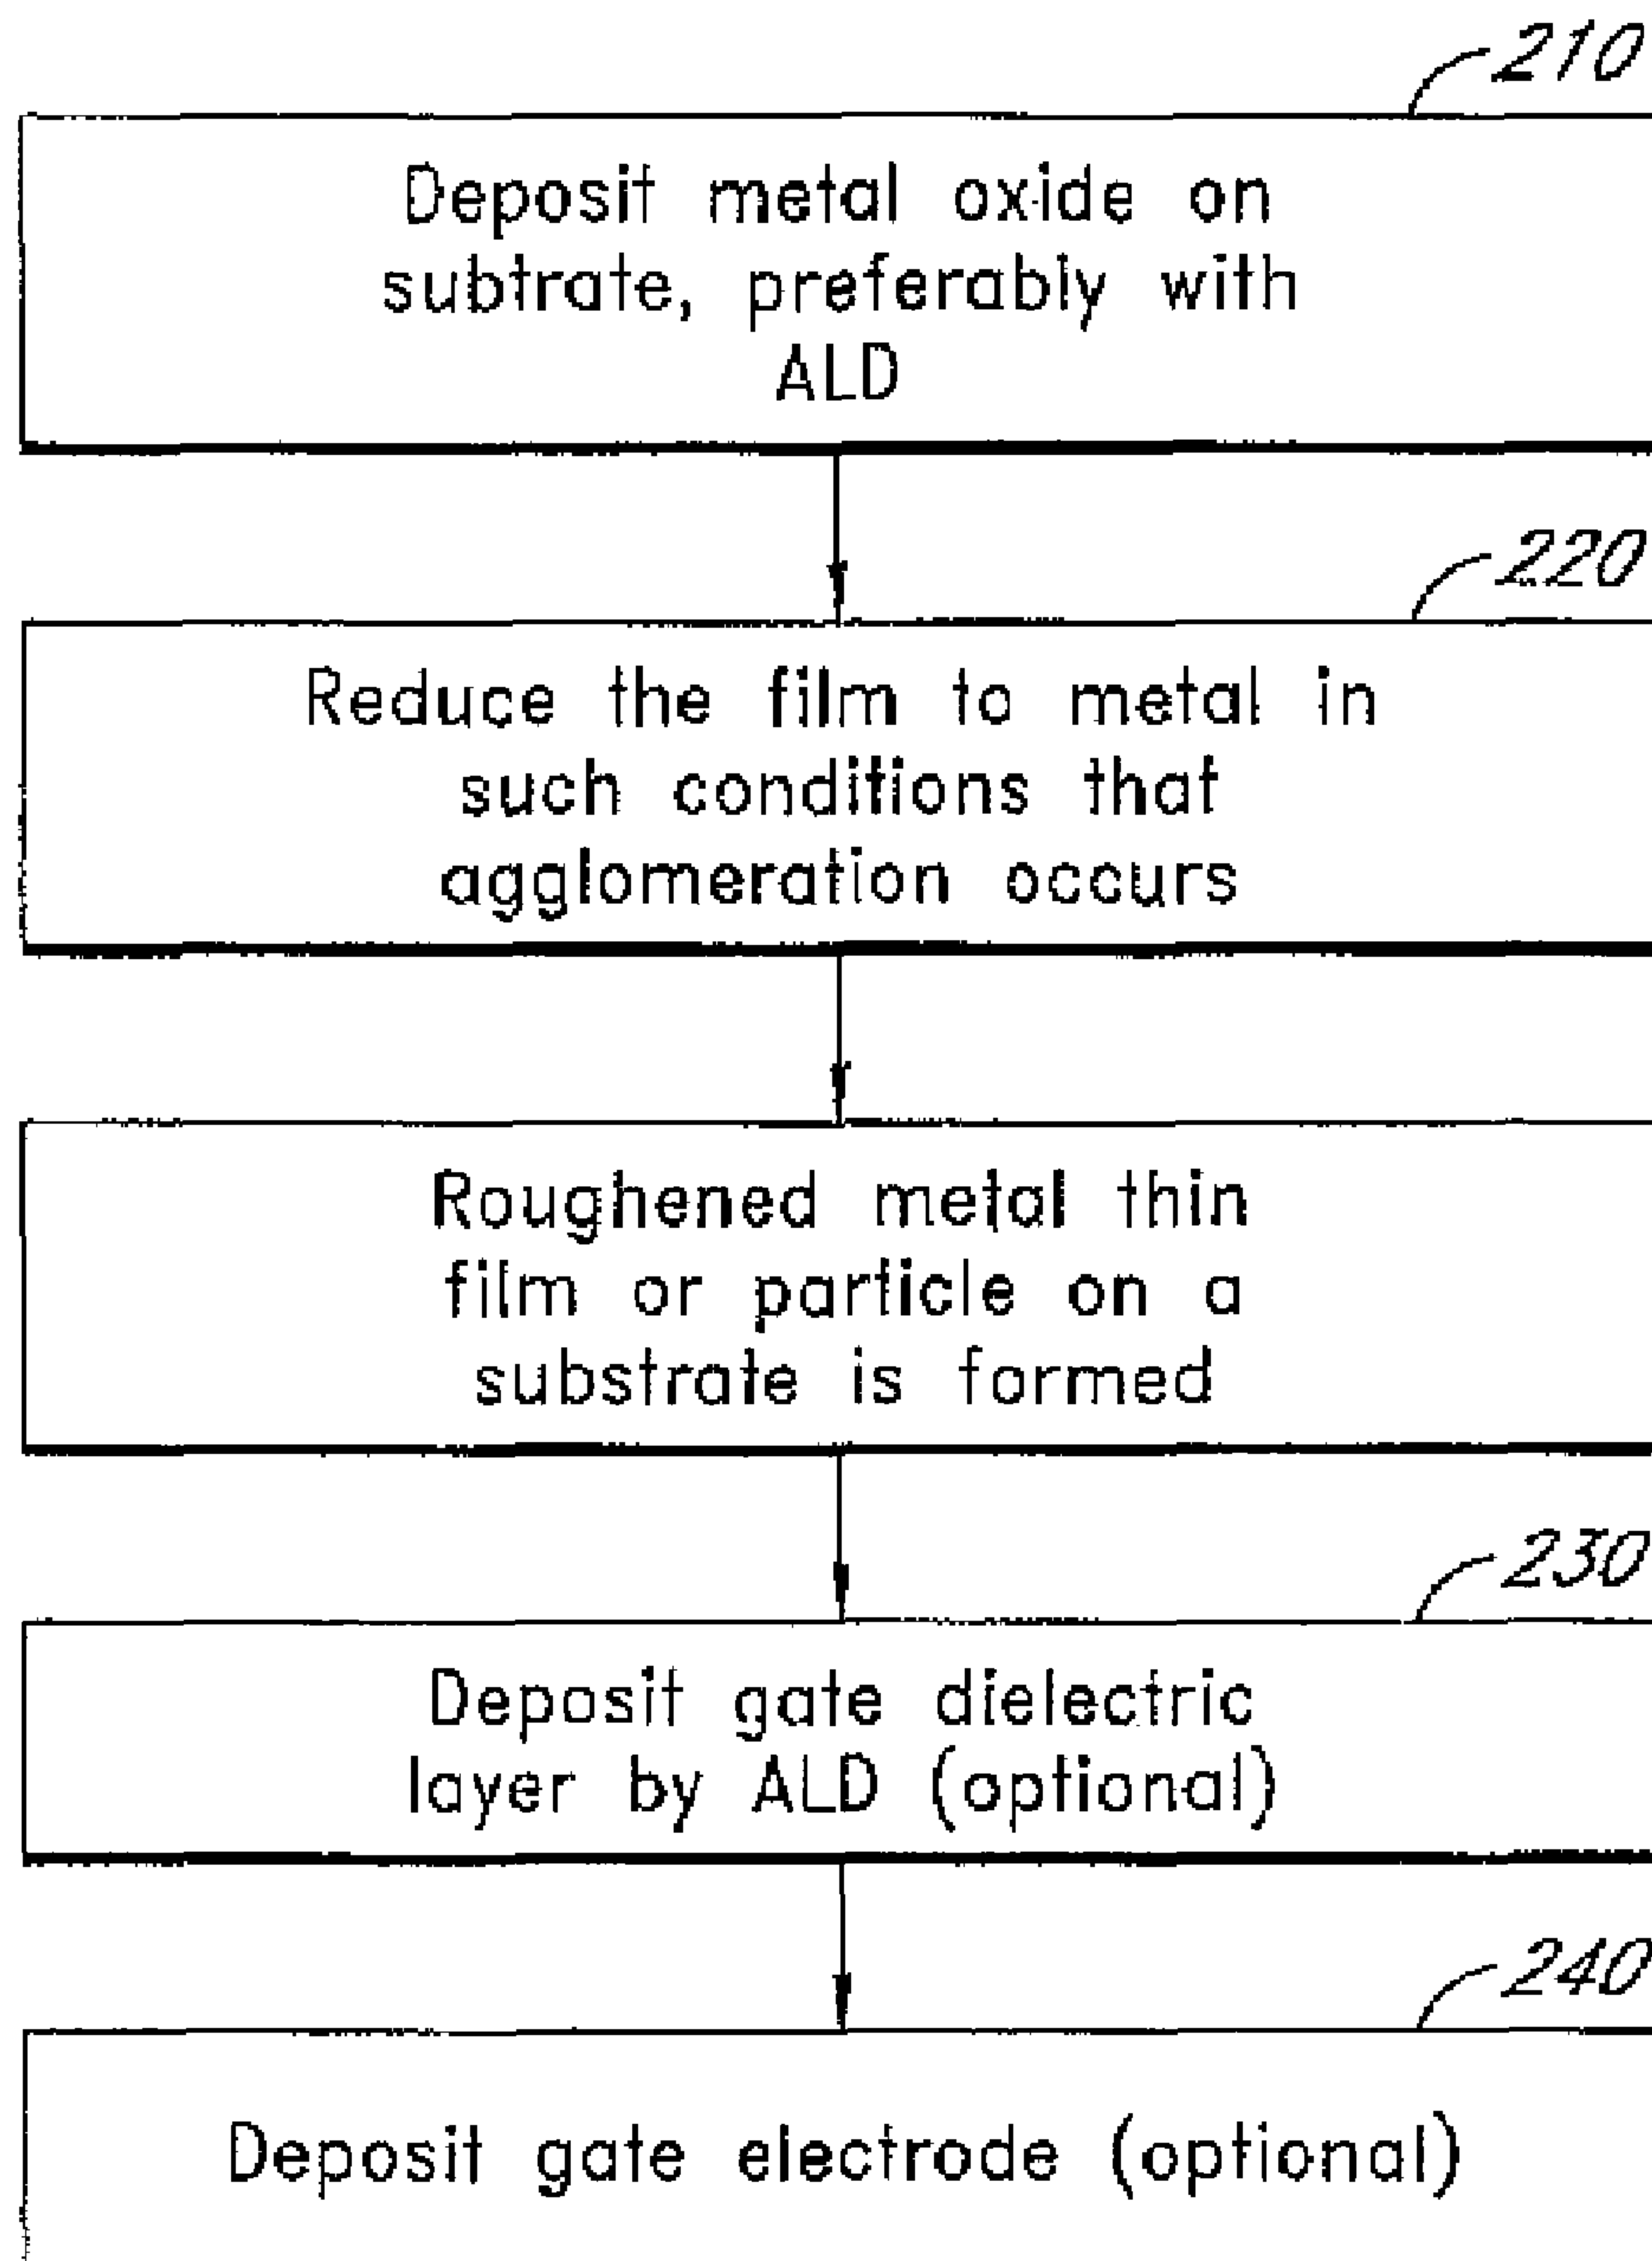 210
Deposit metal oxide on
subtrate, preferably with
ALD
220
Reduce the film to metal in
such conditions that
agglomeration occurs
Roughened metal thin
film or particle on a
substrate is formed
230
Deposit gate dielectric
layer by ALD (optional)
240
Deposit gate electrode (optional)